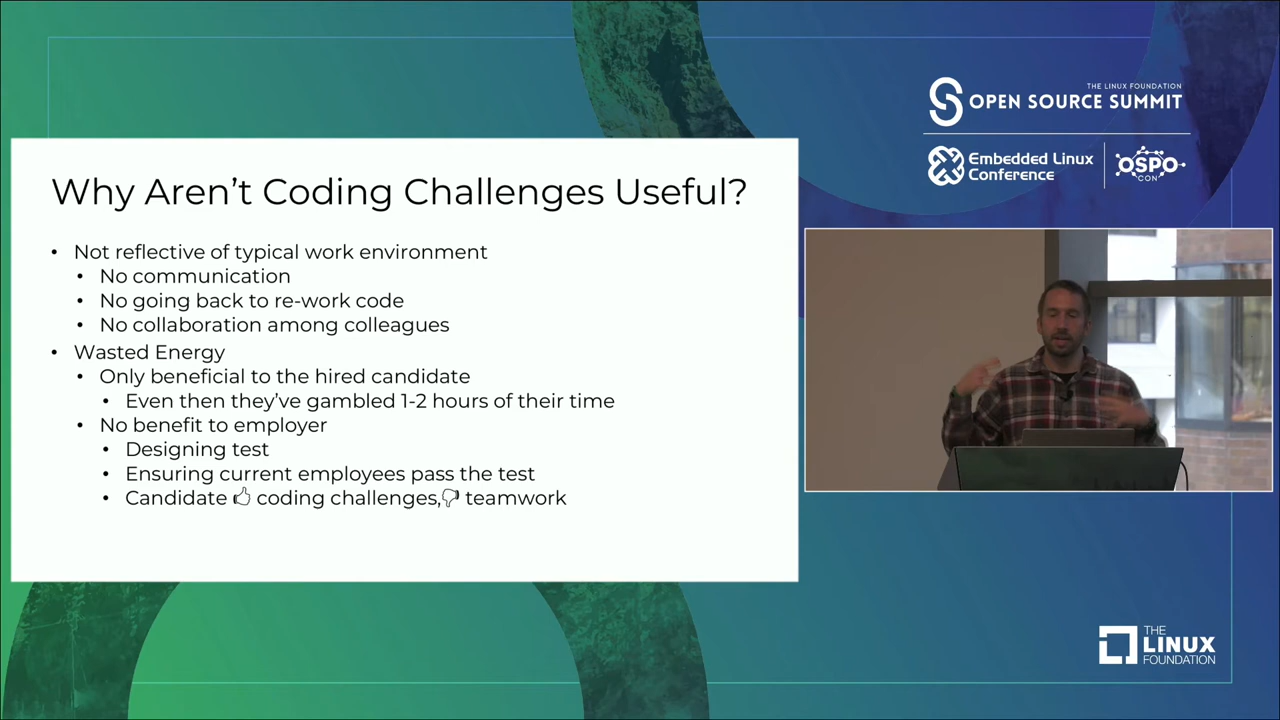 THE LINUX FOUNDATION
OPEN SOURCE SUMMIT
Embedded Linux
Conference
OSPO
CON
Why Aren’t Coding Challenges Useful?
• Not reflective of typical work environment
• No communication
• No going back to re-work code
• No collaboration among colleagues
• Wasted Energy
• Only beneficial to the hired candidate
• Even then they’ve gambled 1-2 hours of their time
• No benefit to employer
• Designing test
• Ensuring current employees pass the test
• Candidate 👍 coding challenges,👎 teamwork
THE
LINUX
FOUNDATION